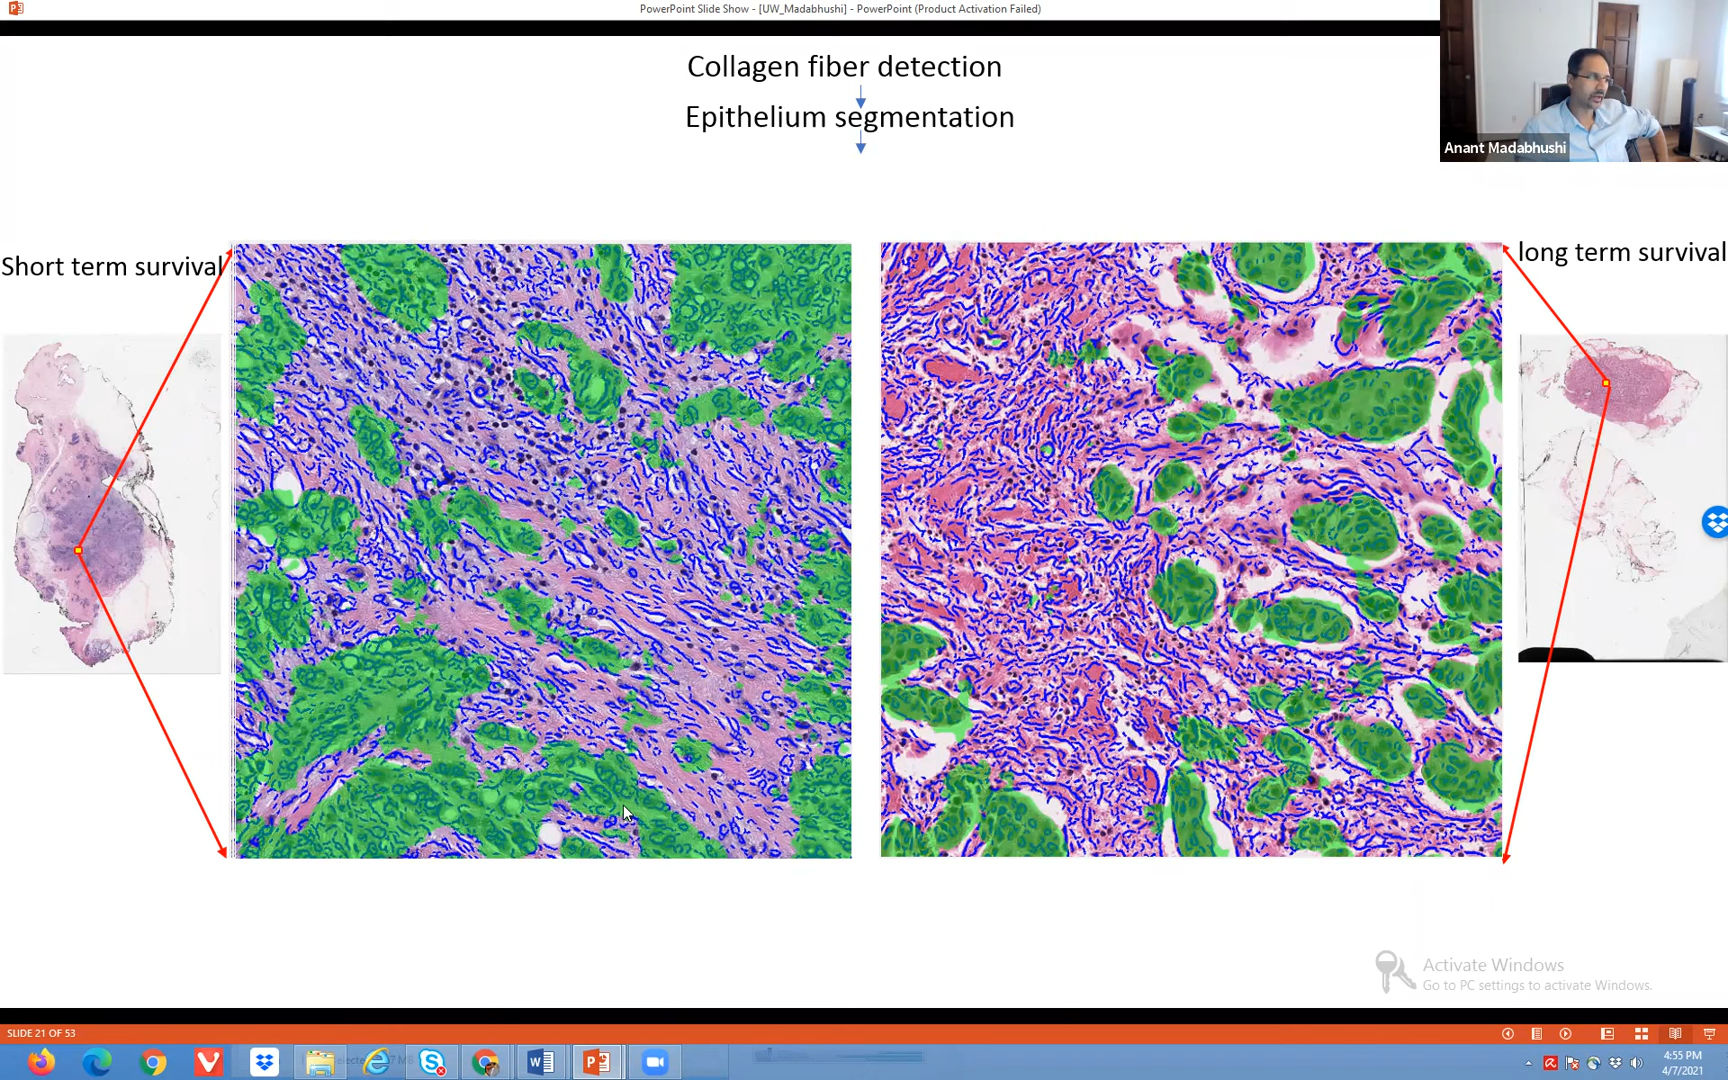 PowerPoint Slide Show - [UW_Madabhushi] - PowerPoint (Product Activation Failed)
Collagen fiber detection
Epithelium segmentation
Anant Madabhushi
Short term survival
long term survival
Activate Windows
Go to PC settings to activate Windows.
SLIDE 21 OF 53
4:55 PM
4/7/2021